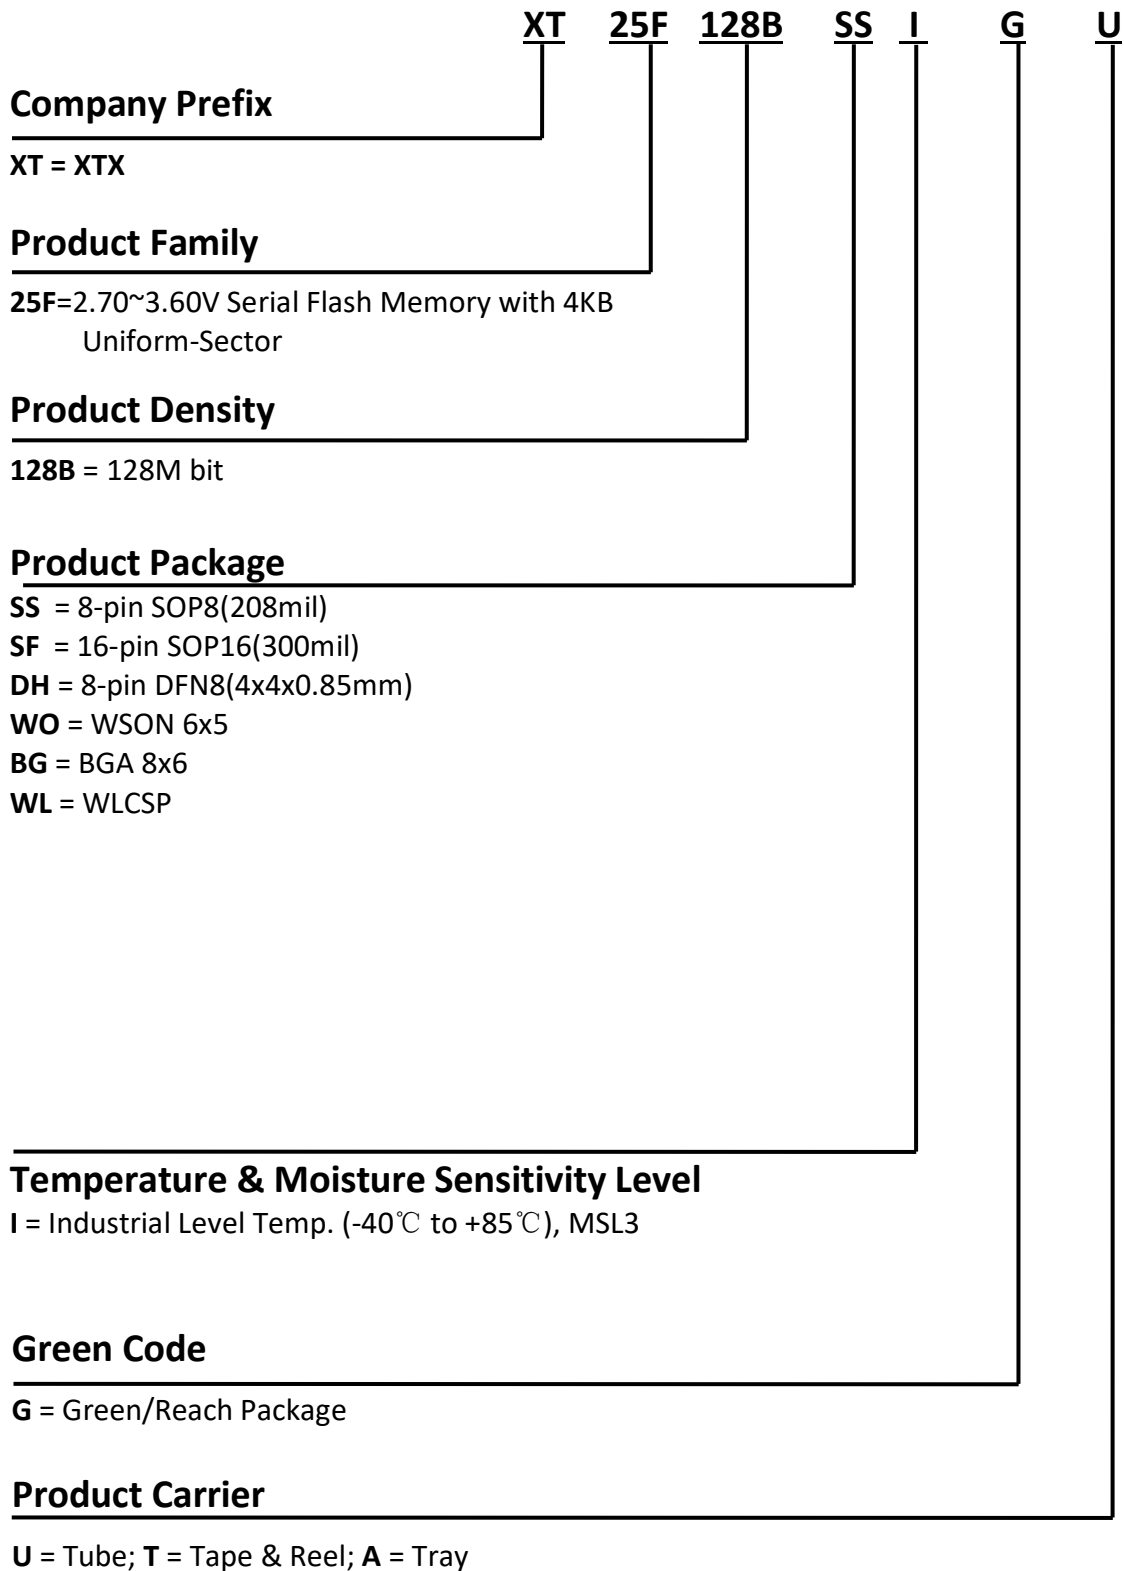 XT 25F 128B SS I G U
Company Prefix
XT = XTX
Product Family
25F=2.70~3.60V Serial Flash Memory with 4KB
Uniform-Sector
Product Density
128B = 128M bit
Product Package
SS = 8-pin SOP8(208mil)
SF = 16-pin SOP16(300mil)
DH = 8-pin DFN8(4x4x0.85mm)
WO = WSON 6x5
BG = BGA 8x6
WL = WLCSP
Temperature & Moisture Sensitivity Level
I = Industrial Level Temp. (-40℃ to +85℃), MSL3
Green Code
G = Green/Reach Package
Product Carrier
U = Tube; T = Tape & Reel; A = Tray